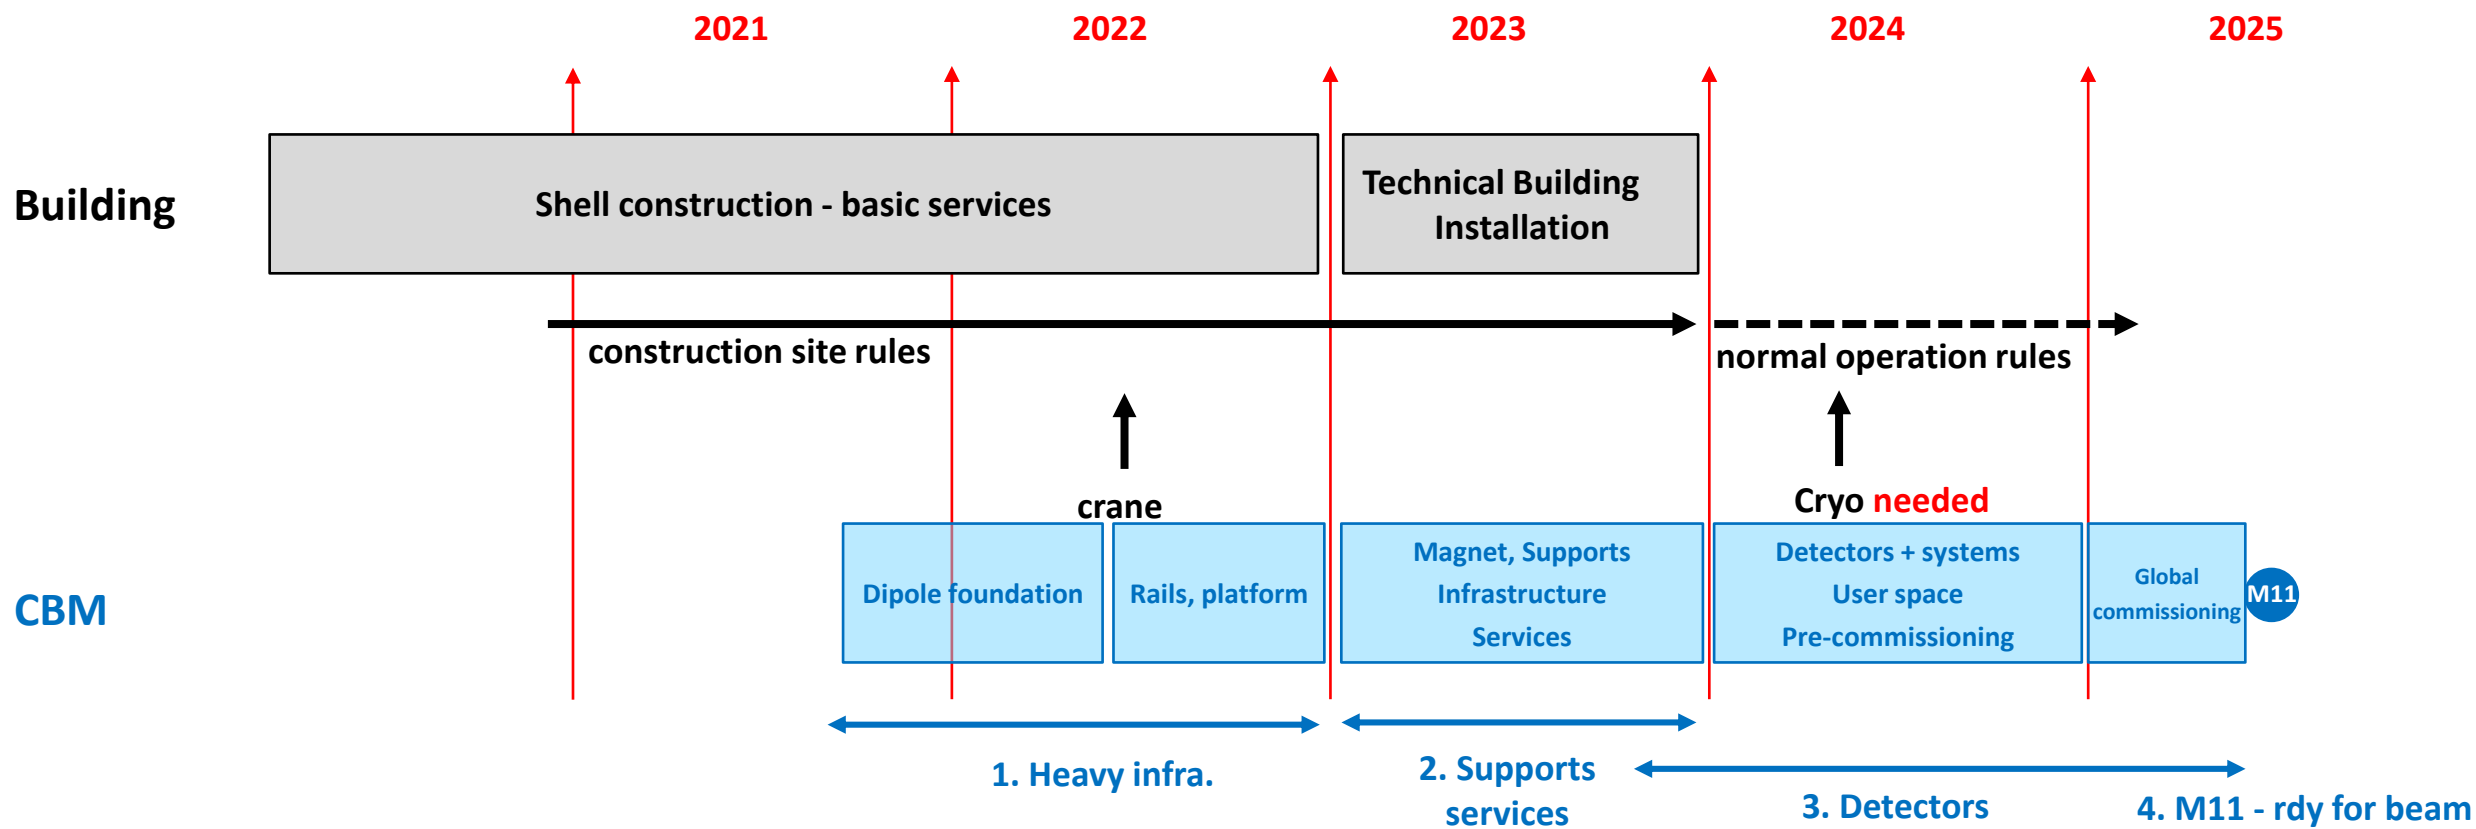 2021
2022
2023
2024
2025
Building
Shell construction - basic services
Technical Building
Installation
construction site rules
normal operation rules
crane
Cryo needed
CBM
Dipole foundation
Rails, platform
Magnet, Supports
Infrastructure
Services
Detectors + systems
User space
Pre-commissioning
Global
commissioning
M11
1. Heavy infra.
2. Supports
services
3. Detectors
4. M11 - rdy for beam